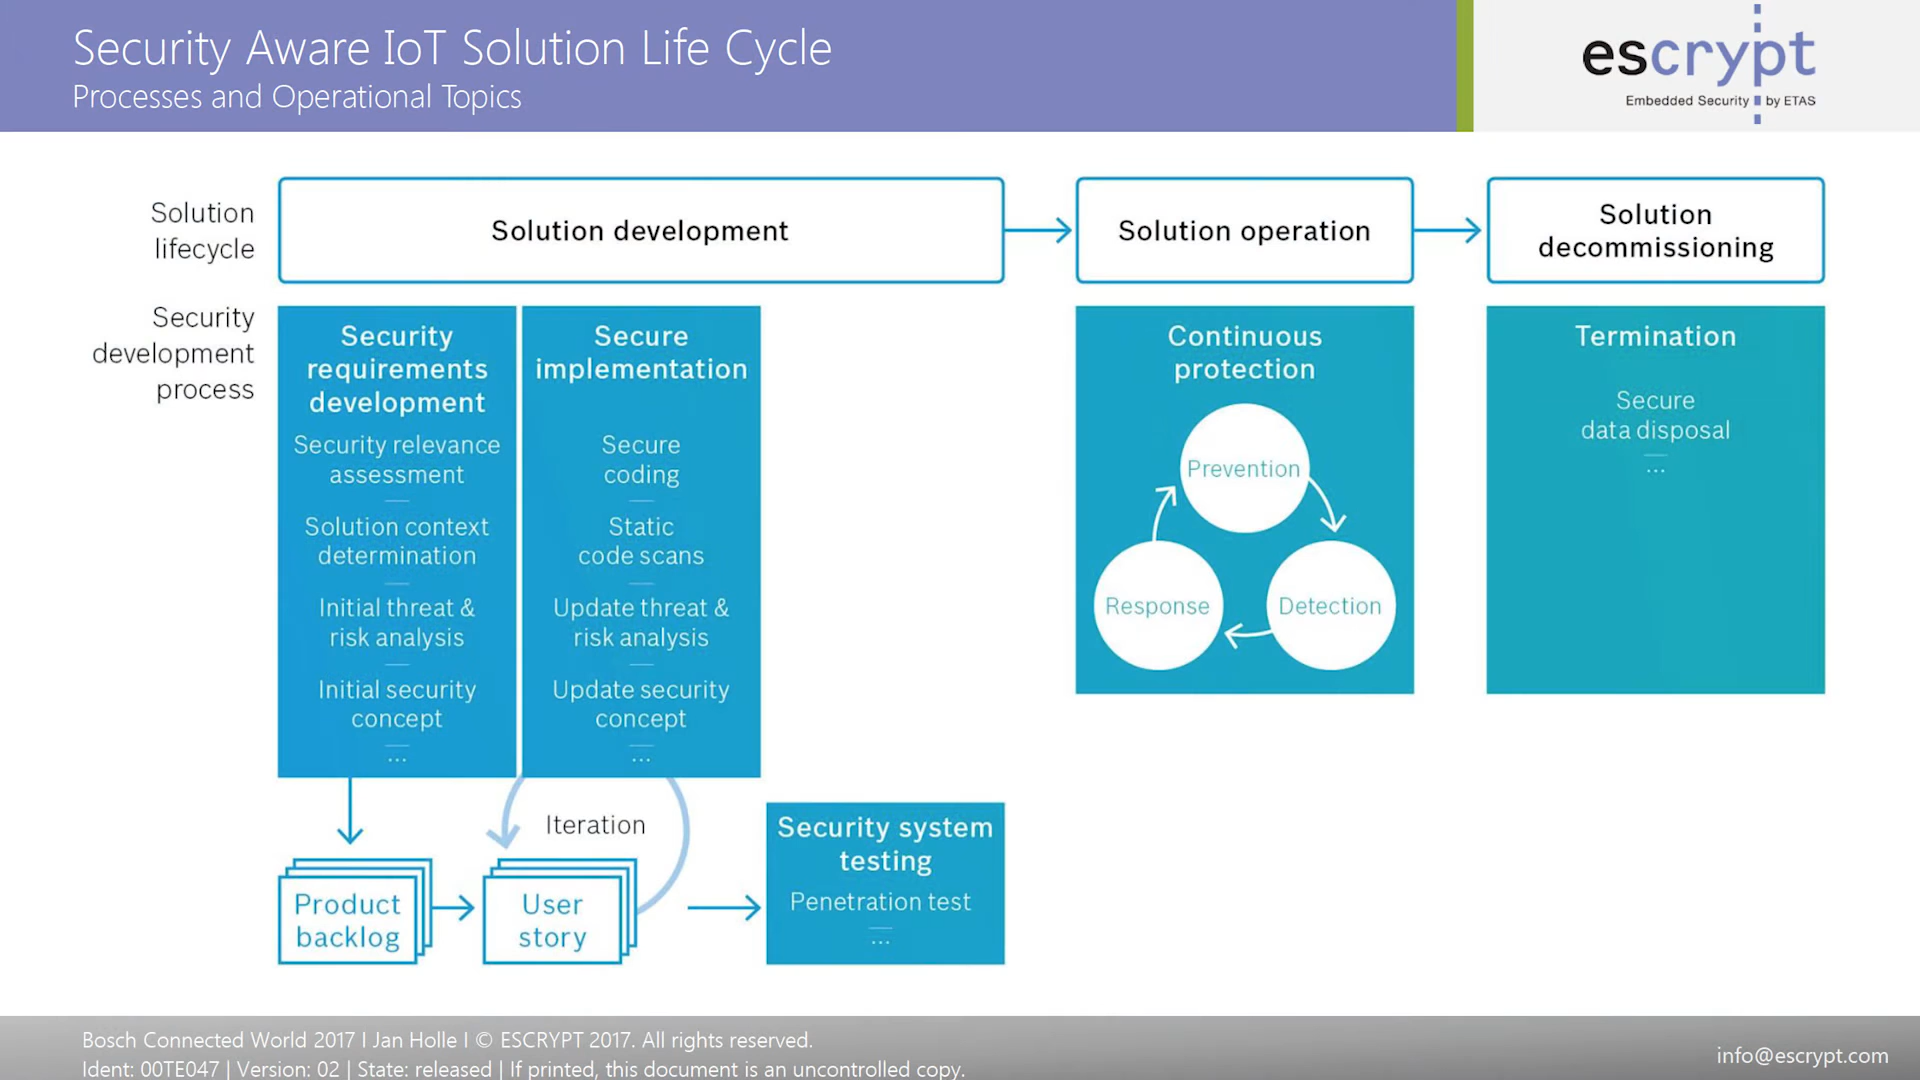 Security Aware IoT Solution Life Cycle
Processes and Operational Topics
escrypt
Embedded Security by ETAS
Solution
lifecycle
Solution development
Solution operation
Solution
decommissioning
Security
development
process
Security
requirements
development
Security relevance
assessment
Solution context
determination
Initial threat &
risk analysis
Initial security
concept
...
Secure
implementation
Secure
coding
Static
code scans
Update threat &
risk analysis
Update security
concept
...
Continuous
protection
Prevention
Response
Detection
Termination
Secure
data disposal
...
Iteration
Product
backlog
User
story
Security system
testing
Penetration test
...
Bosch Connected World 2017 I Jan Holle I © ESCRYPT 2017. All rights reserved.
Ident: 00TE047 | Version: 02 | State: released | If printed, this document is an uncontrolled copy.
info@escrypt.com